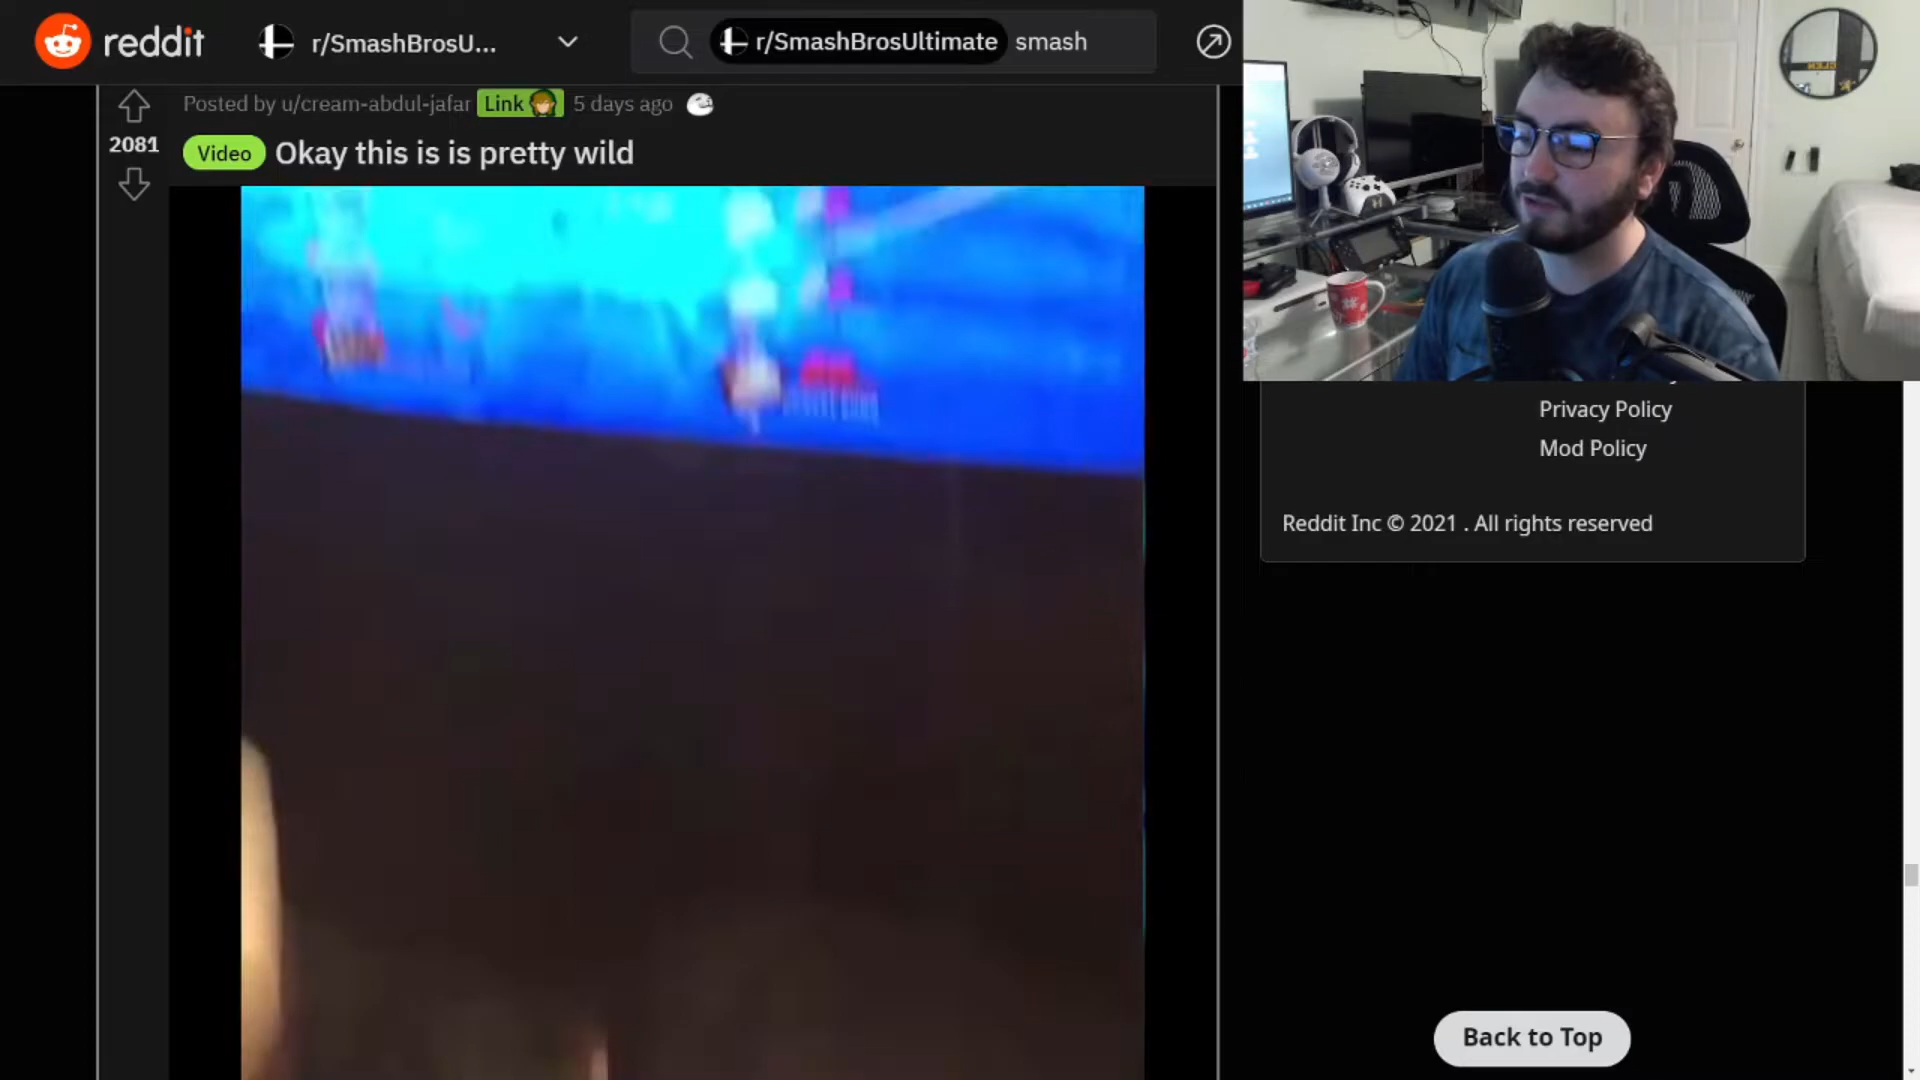 reddit
r/SmashBrosU...
r/SmashBrosUltimate smash
Posted by u/cream-abdul-jafar Link 5 days ago
2081
Video Okay this is is pretty wild
Privacy Policy
Mod Policy
Reddit Inc © 2021 . All rights reserved
Back to Top